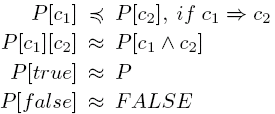 P[c₁] ≼ P[c₂], if c₁ ⇛ c₂
P[c₁][c₂] ≈ P[c₁ ∧ c₂]
P[true] ≈ P
P[false] ≈ FALSE